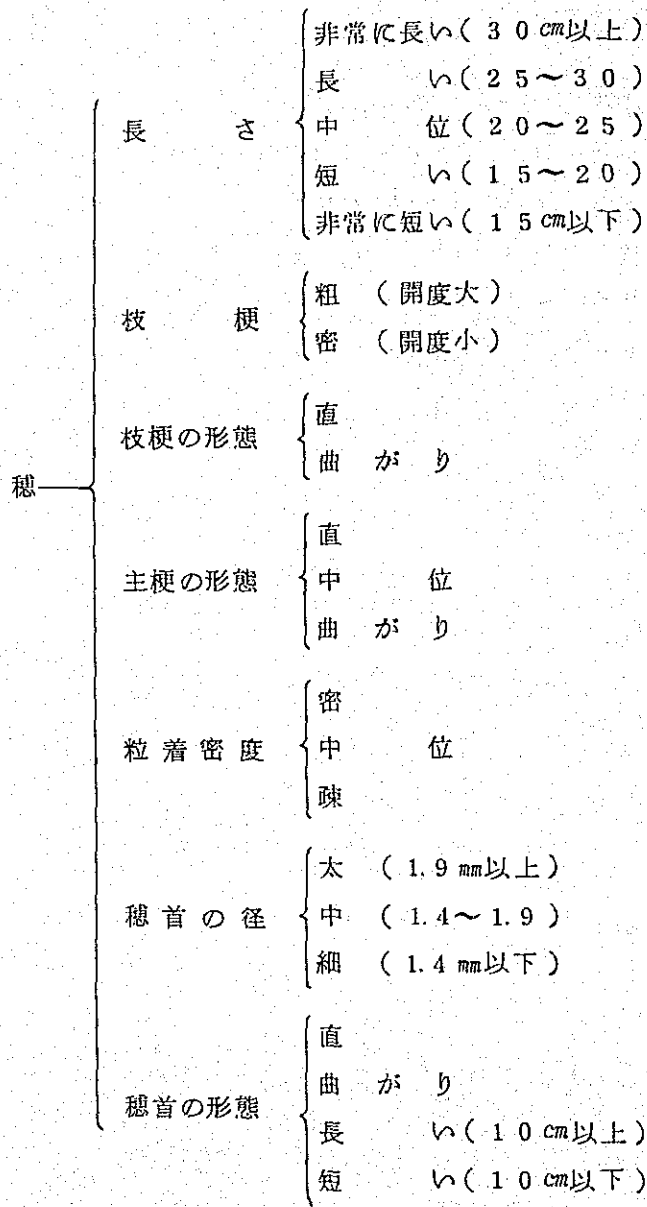 穂
長さ
非常に長い(30cm以上)
長い(25〜30)
中位(20〜25)
短い(15〜20)
非常に短い(15cm以下)
枝梗
粗 (開度大)
密 (開度小)
枝梗の形態
直
曲がり
主梗の形態
直
中位
曲がり
粒着密度
密
中位
疎
穂首の径
太 (1.9mm以上)
中 (1.4〜1.9)
細 (1.4mm以下)
穂首の形態
直
曲がり
長い(10cm以上)
短い(10cm以下)